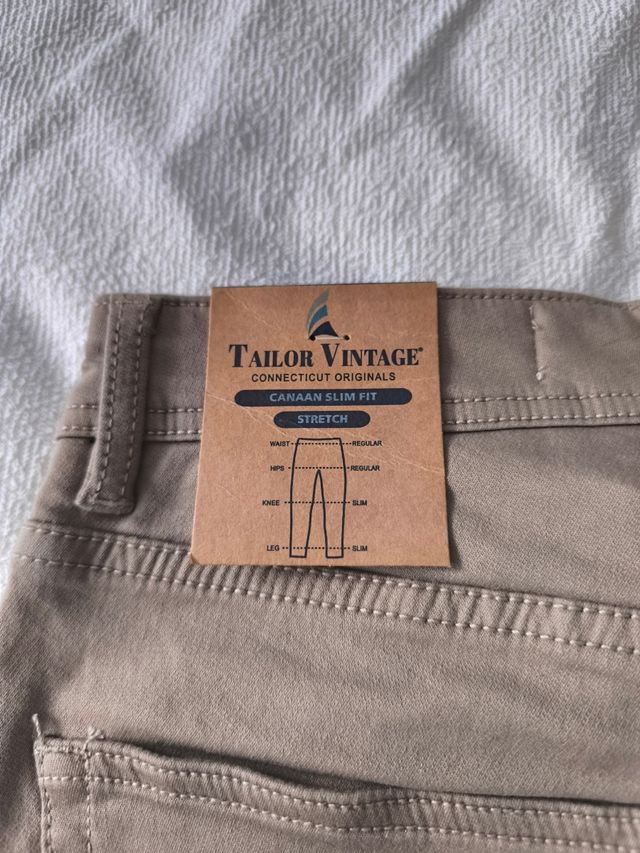 TAILOR VINTAGE®
CONNECTICUT ORIGINALS
CANAAN SLIM FIT
STRETCH
WAIST REGULAR
HIPS REGULAR
KNEE SLIM
LEG SLIM